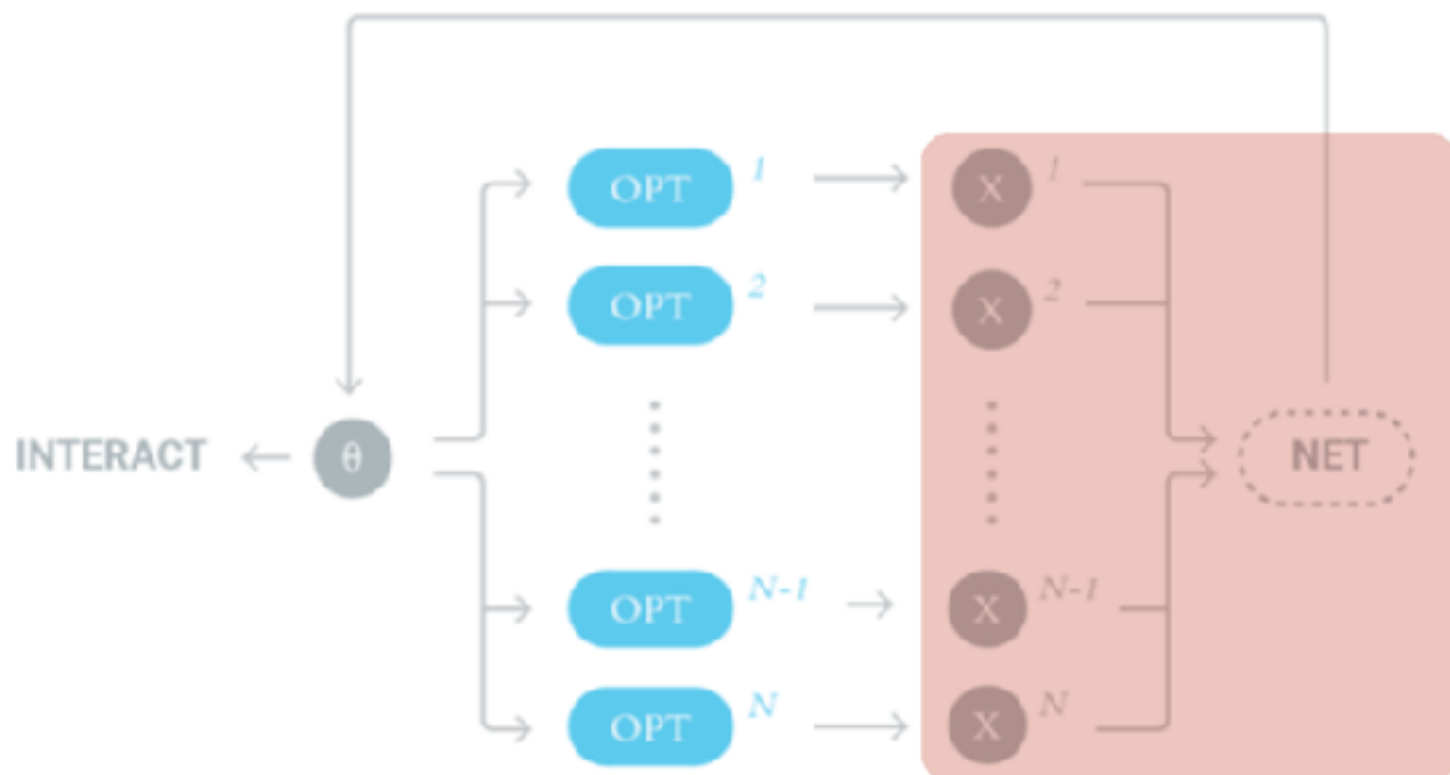 OPT 1 X 1
OPT 2 X 2
INTERACT θ NET
OPT N-1 X N-1
OPT N X N